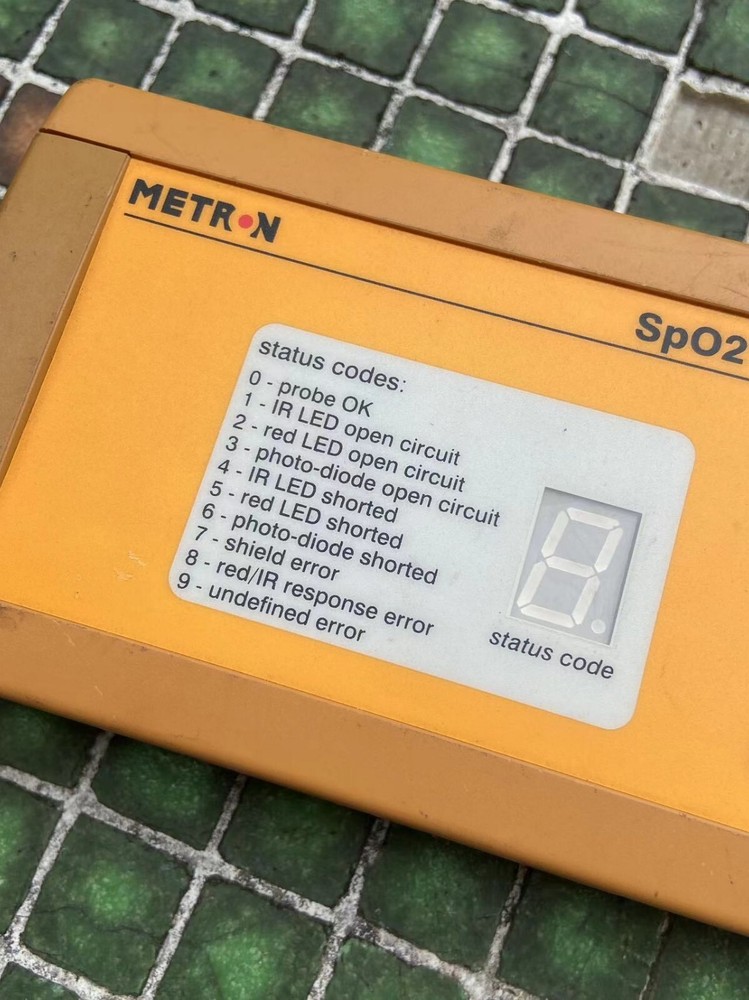 METRON
SpO2
status codes:
0 - probe OK
1 - IR LED open circuit
2 - red LED open circuit
3 - photo-diode open circuit
4 - IR LED shorted
5 - red LED shorted
6 - photo-diode shorted
7 - shield error
8 - red/IR response error
9 - undefined error
status code